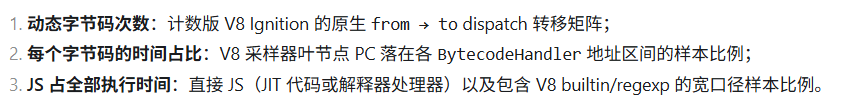 1. 动态字节码次数：计数版 V8 Ignition 的原生 from → to dispatch 转移矩阵；
2. 每个字节码的时间占比：V8 采样器叶节点 PC 落在各 BytecodeHandler 地址区间的样本比例；
3. JS 占全部执行时间：直接 JS（JIT 代码或解释器处理器）以及包含 V8 builtin/regexp 的宽口径样本比例。